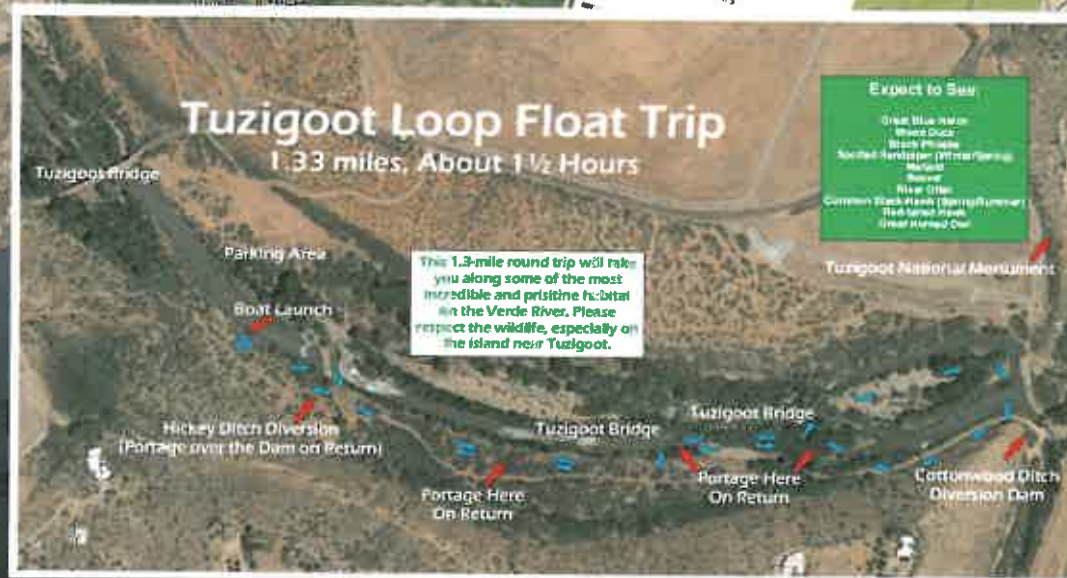 Tuzigoot Loop Float Trip
1.33 miles, About 1½ Hours
Expect to See
Great Blue Heron
Wood Duck
Black Phoebe
Spotted Sandpiper (Winter/Spring)
Mallard
Beaver
River Otter
Common Black-Hawk (Spring/Summer)
Red-tailed Hawk
Great Horned Owl
Tuzigoot Bridge
Parking Area
Boat Launch
This 1.3-mile round trip will take
you along some of the most
incredible and prisitine habital
on the Verde River. Please
respect the wildlife, especially on
the island near Tuzigoot.
Tuzigoot National Monument
Hickey Ditch Diversion
(Portage over the Dam on Return)
Tuzigoot Bridge
Tuzigoot Bridge
Portage Here
On Return
Portage Here
On Return
Cottonwood Ditch
Diversion Dam